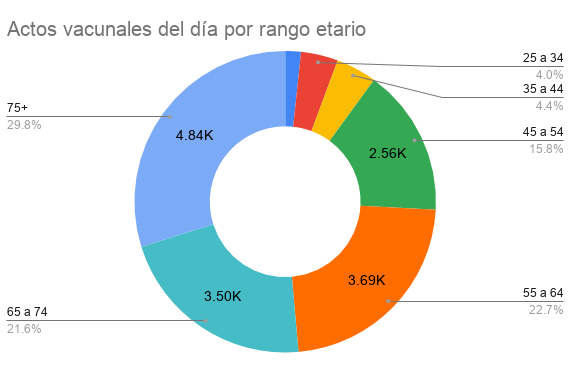 Actos vacunales del día por rango etario
25 a 34
4.0%
35 a 44
4.4%
75+
29.8%
4.84K
45 a 54
15.8%
2.56K
3.69K
55 a 64
22.7%
3.50K
65 a 74
21.6%